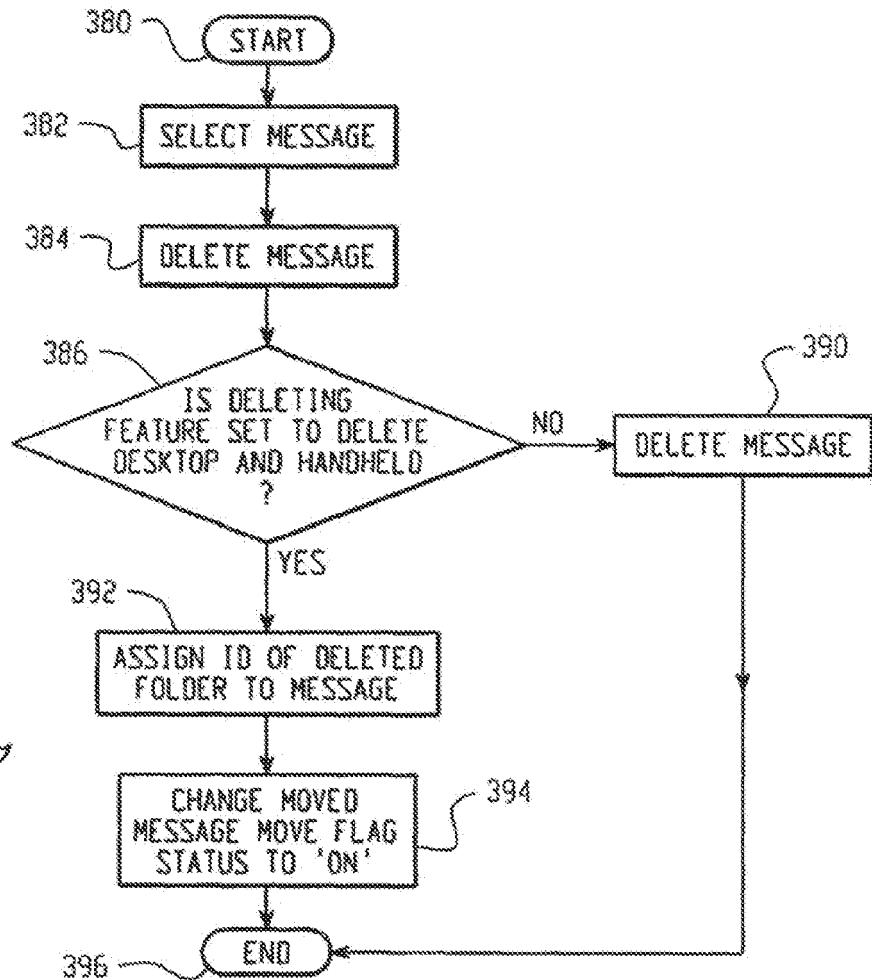 380
START
382
SELECT MESSAGE
384
DELETE MESSAGE
386
IS DELETING
FEATURE SET TO DELETE
DESKTOP AND HANDHELD
?
NO
390
DELETE MESSAGE
YES
392
ASSIGN ID OF DELETED
FOLDER TO MESSAGE
CHANGE MOVED
MESSAGE MOVE FLAG
STATUS TO 'ON'
394
END
396